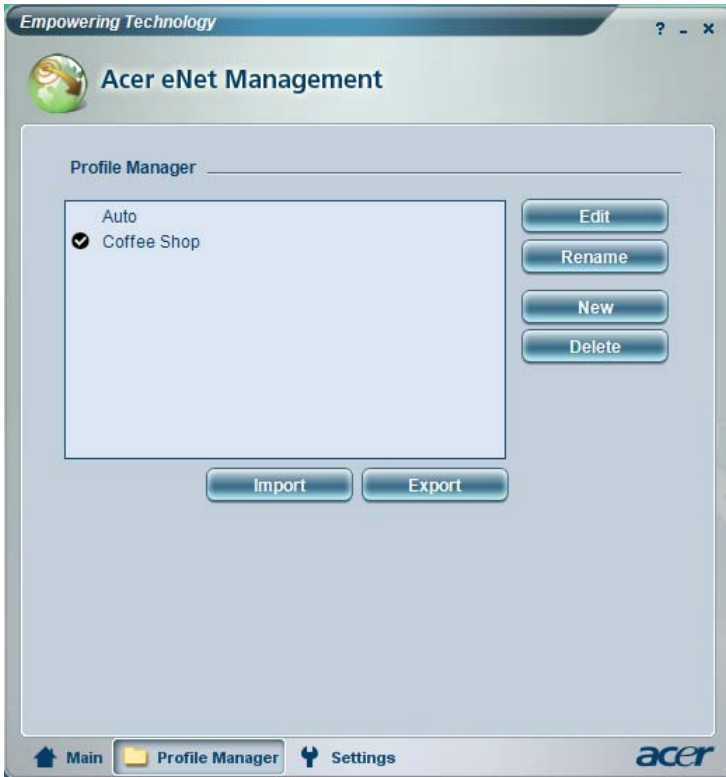 Empowering Technology
? - ×
Acer eNet Management
Profile Manager
Auto
Coffee Shop
Edit
Rename
New
Delete
Import
Export
Main
Profile Manager
Settings
acer